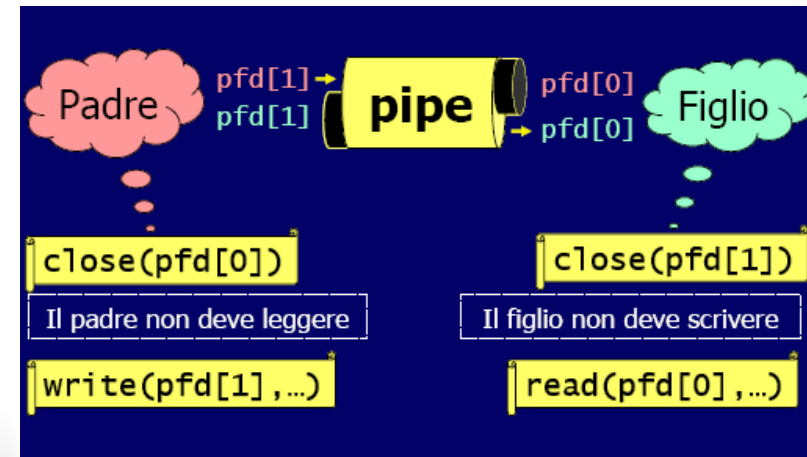 Padre
pfd[1]
pfd[1]
pipe
pfd[0]
pfd[0]
Figlio
close(pfd[0])
close(pfd[1])
Il padre non deve leggere
Il figlio non deve scrivere
write(pfd[1],…)
read(pfd[0],…)